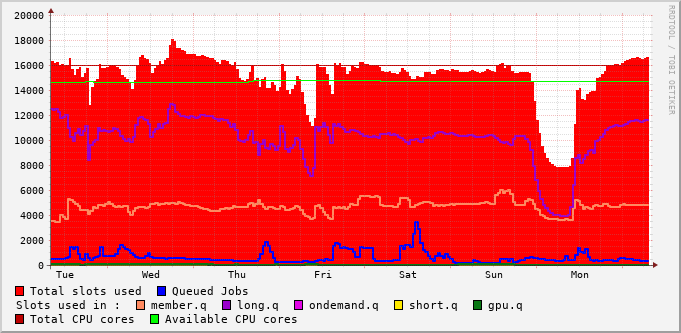 20000
18000
16000
14000
12000
10000
8000
6000
4000
2000
0
Tue Wed Thu Fri Sat Sun Mon
RRDTOOL / TOBI OETIKER
Total slots used Queued Jobs
Slots used in : member.q long.q ondemand.q short.q gpu.q
Total CPU cores Available CPU cores